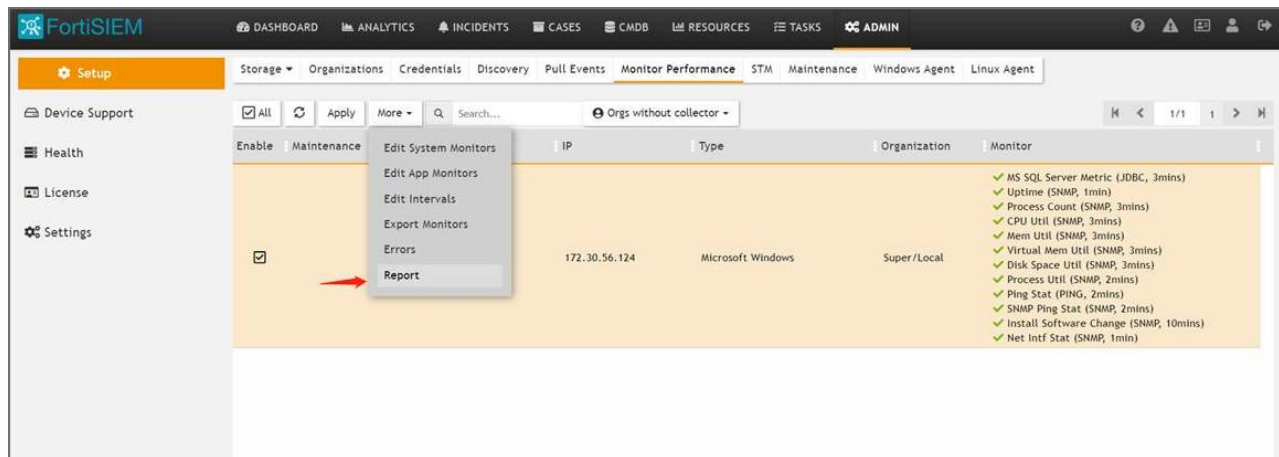 FortiSIEM
DASHBOARD ANALYTICS INCIDENTS CASES CMDB RESOURCES TASKS ADMIN
Setup
Storage Organizations Credentials Discovery Pull Events Monitor Performance STM Maintenance Windows Agent Linux Agent
Device Support
Health
License
Settings
All Apply More Search... Orgs without collector 1/1 1
Enable Maintenance IP Type Organization Monitor
Edit System Monitors
Edit App Monitors
Edit Intervals
Export Monitors
Errors
Report
172.30.56.124 Microsoft Windows Super/Local
MS SQL Server Metric (JDBC, 3mins)
Uptime (SNMP, 1min)
Process Count (SNMP, 3mins)
CPU Util (SNMP, 3mins)
Mem Util (SNMP, 3mins)
Virtual Mem Util (SNMP, 3mins)
Disk Space Util (SNMP, 3mins)
Process Util (SNMP, 2mins)
Ping Stat (PING, 2mins)
SNMP Ping Stat (SNMP, 2mins)
Install Software Change (SNMP, 10mins)
Net Intf Stat (SNMP, 1min)